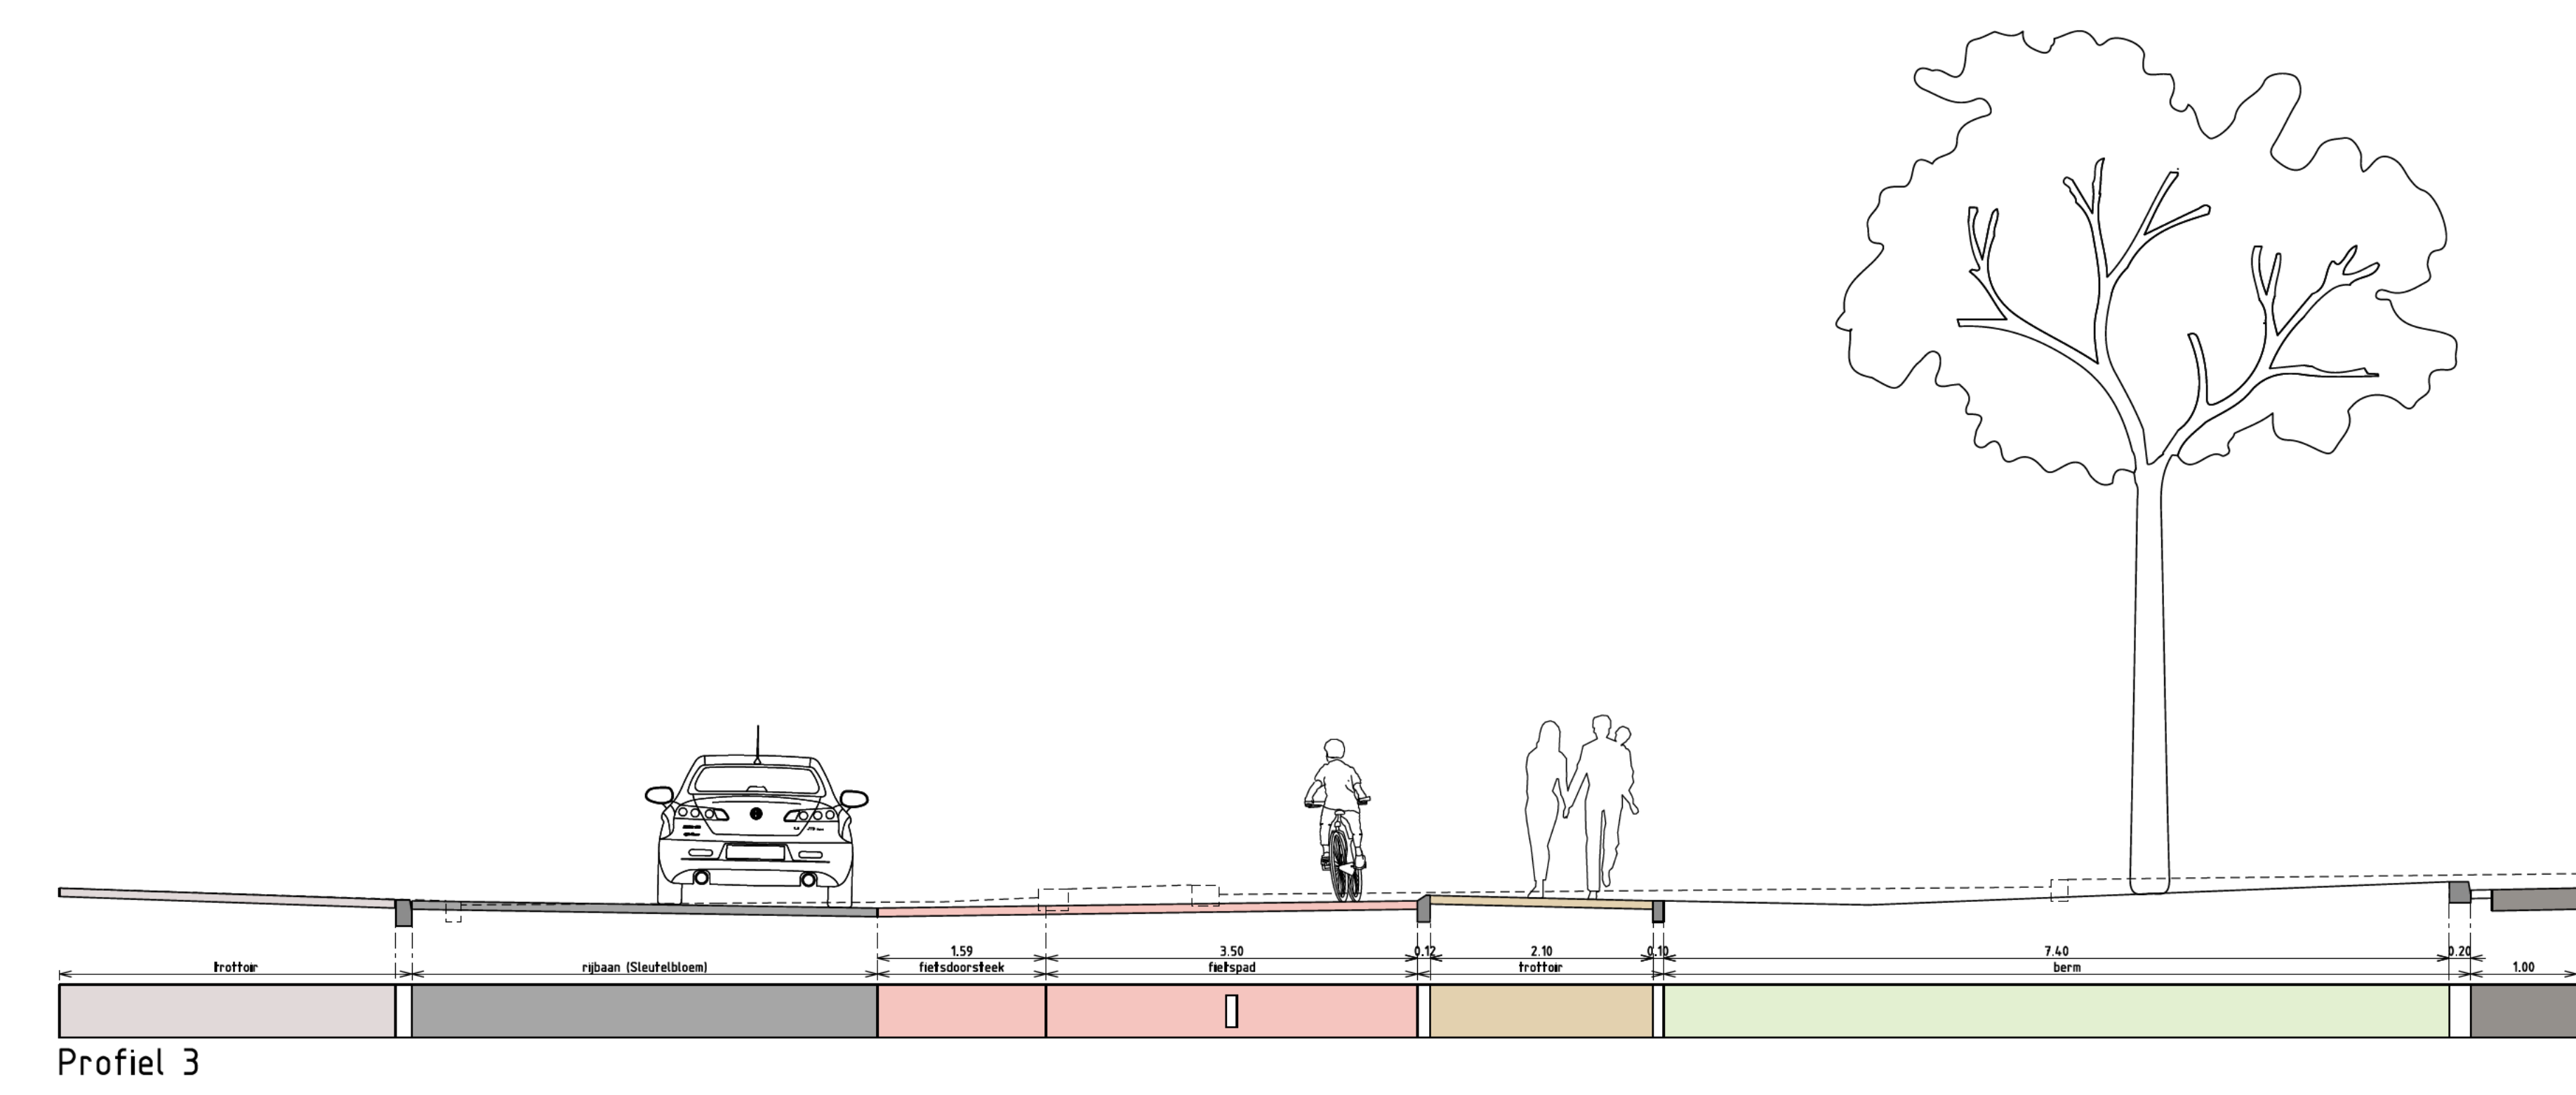 1.59 3.50 0.12 2.10 0.10 7.40 0.20
trottoir rijbaan (Sleutelbloem) fietsdoorsteek fietspad trottoir berm 1.00
Profiel 3